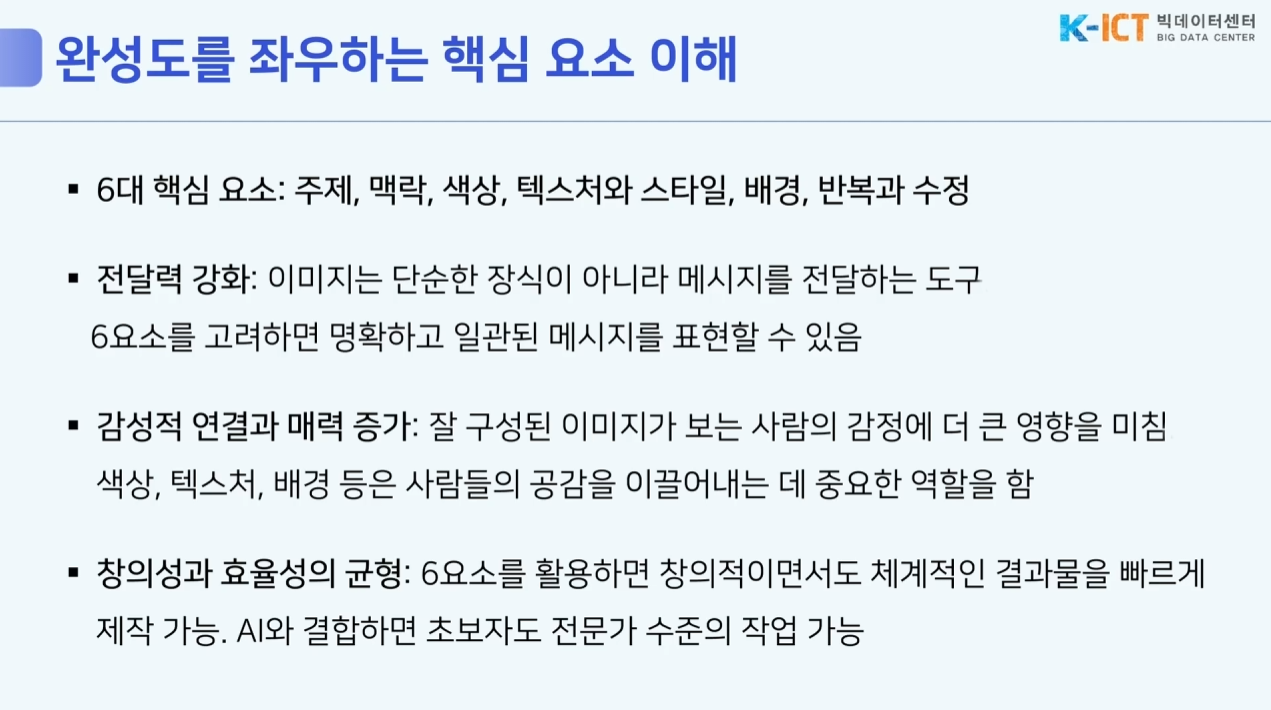 K-ICT 빅데이터센터
BIG DATA CENTER
완성도를 좌우하는 핵심 요소 이해
▪ 6대 핵심 요소: 주제, 맥락, 색상, 텍스처와 스타일, 배경, 반복과 수정
▪ 전달력 강화: 이미지는 단순한 장식이 아니라 메시지를 전달하는 도구
6요소를 고려하면 명확하고 일관된 메시지를 표현할 수 있음
▪ 감성적 연결과 매력 증가: 잘 구성된 이미지가 보는 사람의 감정에 더 큰 영향을 미침
색상, 텍스처, 배경 등은 사람들의 공감을 이끌어내는 데 중요한 역할을 함
▪ 창의성과 효율성의 균형: 6요소를 활용하면 창의적이면서도 체계적인 결과물을 빠르게
제작 가능. AI와 결합하면 초보자도 전문가 수준의 작업 가능